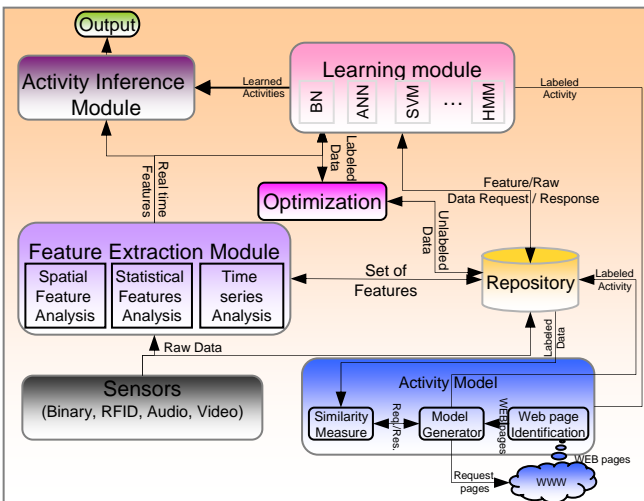 Output
Activity Inference
Module
Learned
Activities
Learning module
BN
ANN
SVM
...
HMM
Labeled
Activity
Real time
Features
Labeled
Data
Optimization
Feature/Raw
Data Request / Response
Unlabeled
Data
Feature Extraction Module
Spatial
Feature
Analysis
Statistical
Features
Analysis
Time
series
Analysis
Set of
Features
Repository
Labeled
Activity
Raw Data
Labeled
Data
Sensors
(Binary, RFID, Audio, Video)
Activity Model
Similarity
Measure
Req./Res.
Model
Generator
WEB pages
Web page
Identification
Request
pages
WEB pages
WWW